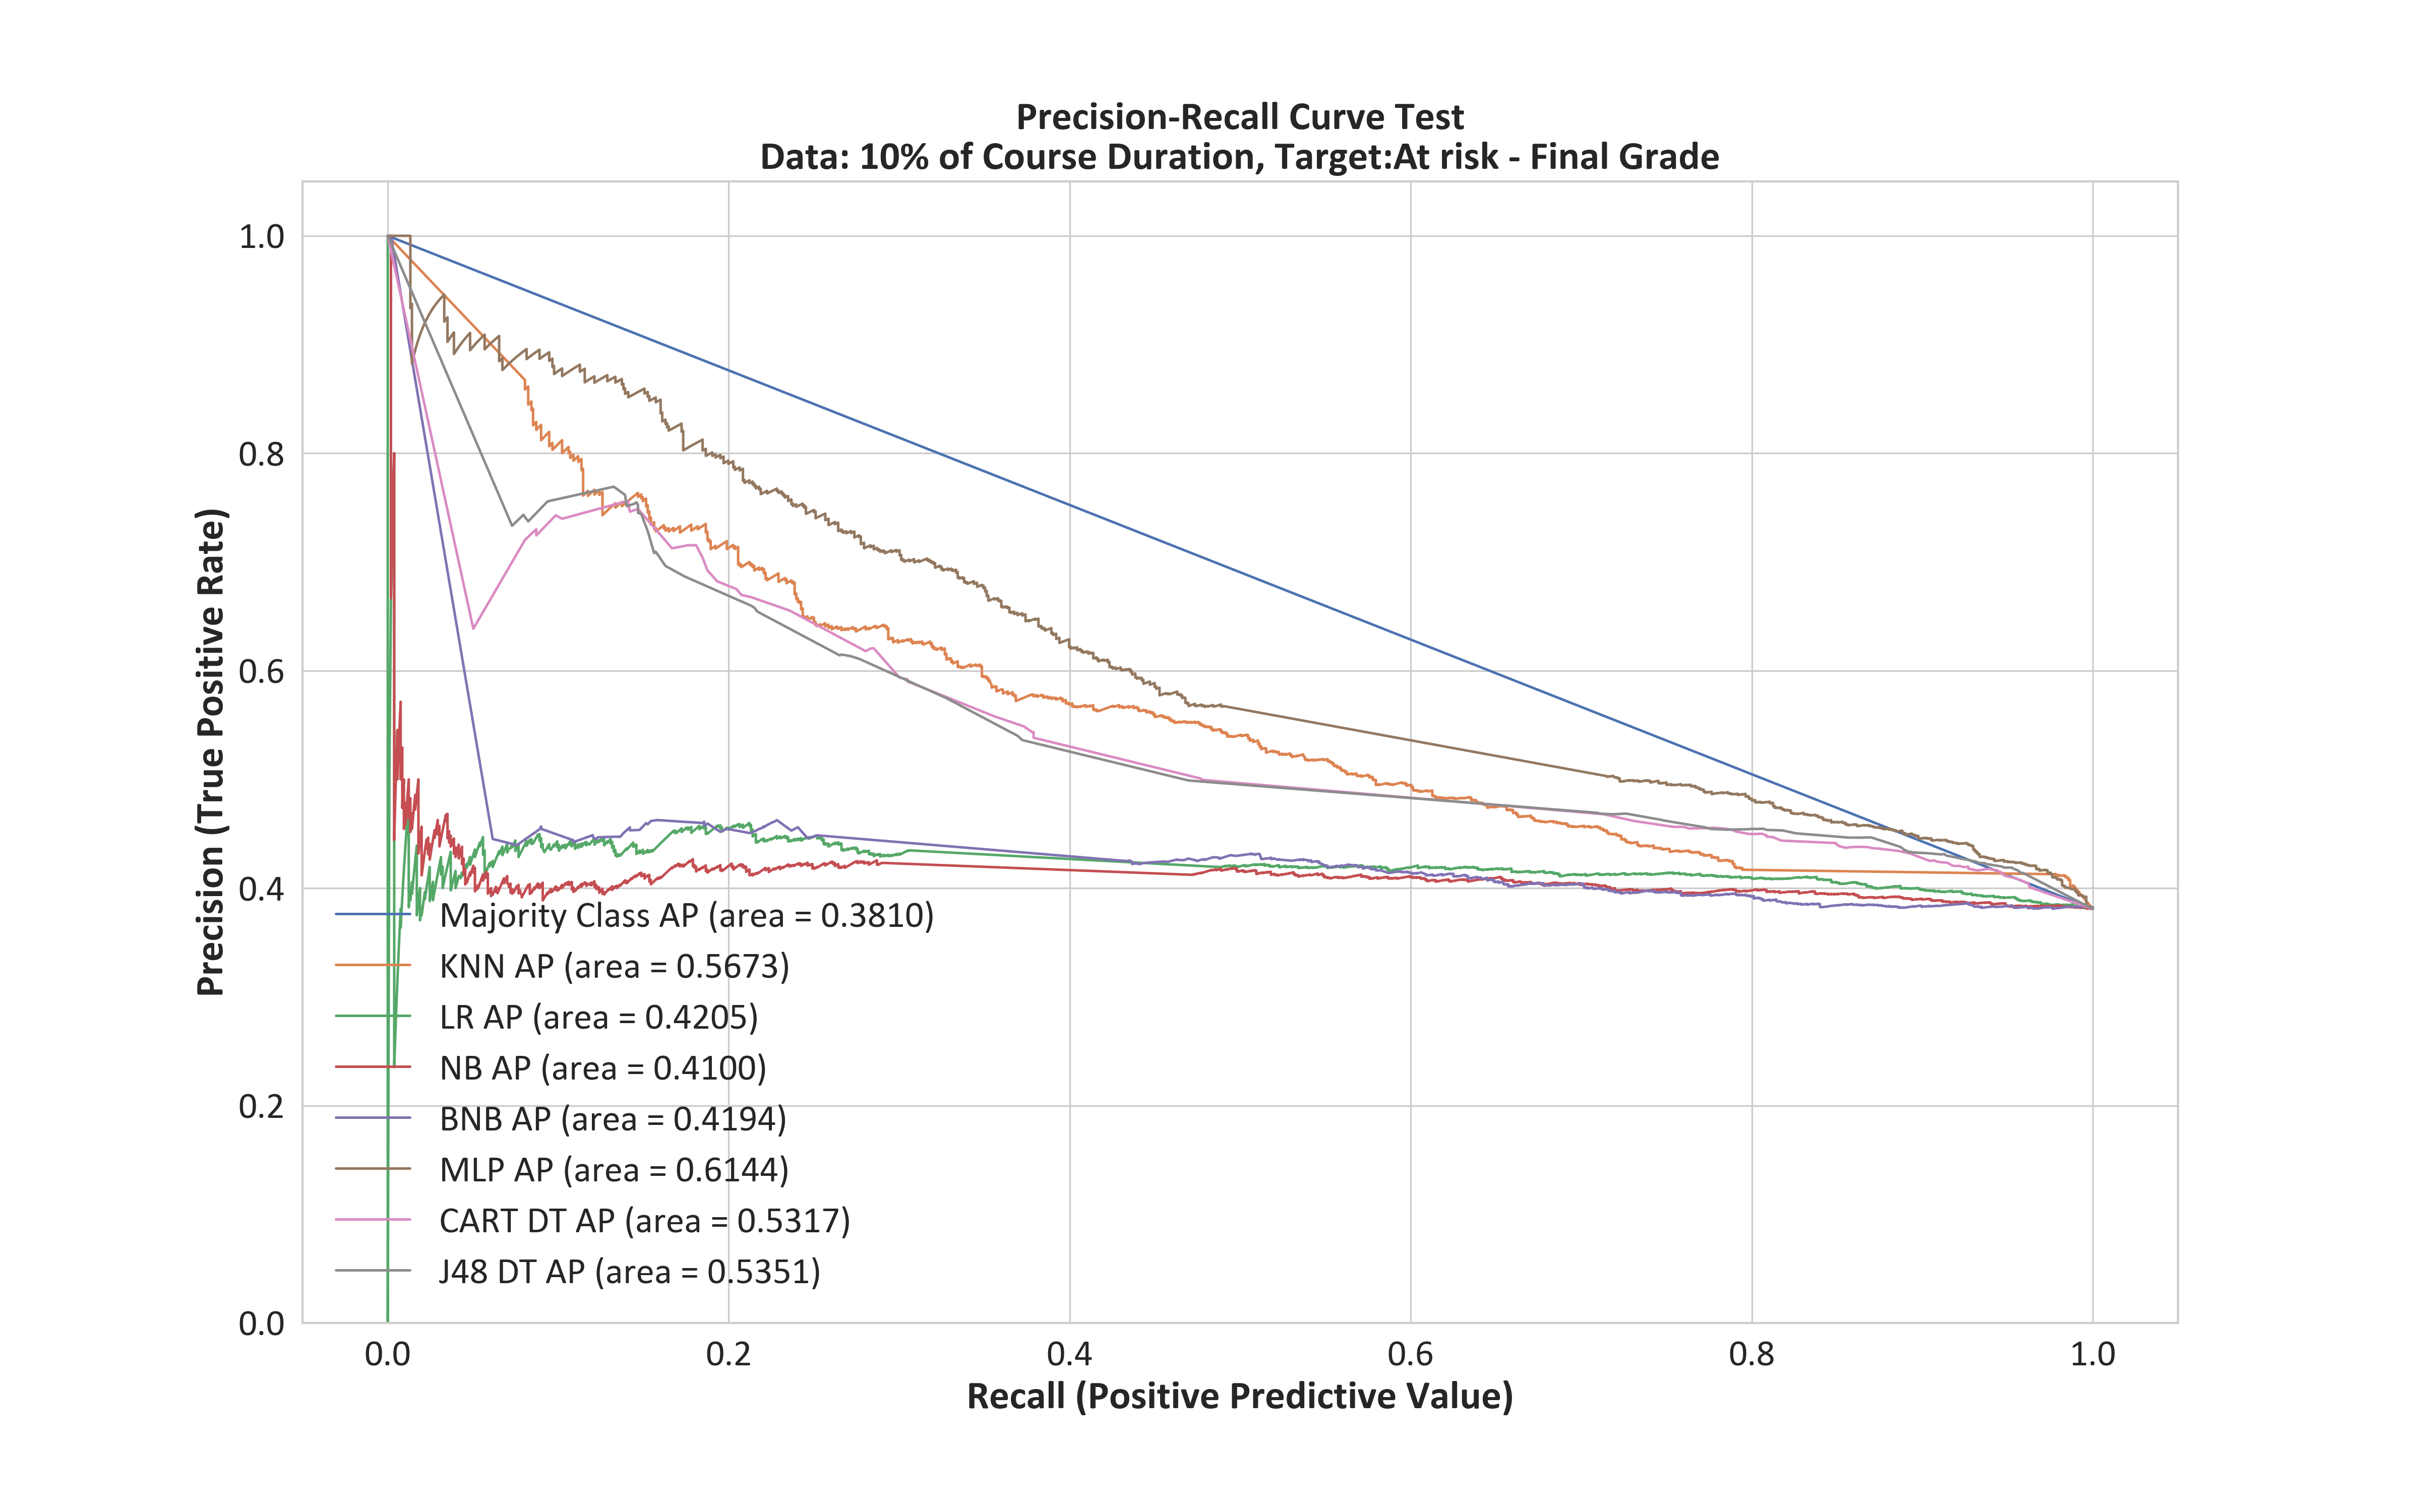 Precision-Recall Curve Test
Data: 10% of Course Duration, Target:At risk - Final Grade
Precision (True Positive Rate)
1.0
0.8
0.6
0.4
0.2
0.0
Majority Class AP (area = 0.3810)
KNN AP (area = 0.5673)
LR AP (area = 0.4205)
NB AP (area = 0.4100)
BNB AP (area = 0.4194)
MLP AP (area = 0.6144)
CART DT AP (area = 0.5317)
J48 DT AP (area = 0.5351)
0.0 0.2 0.4 0.6 0.8 1.0
Recall (Positive Predictive Value)